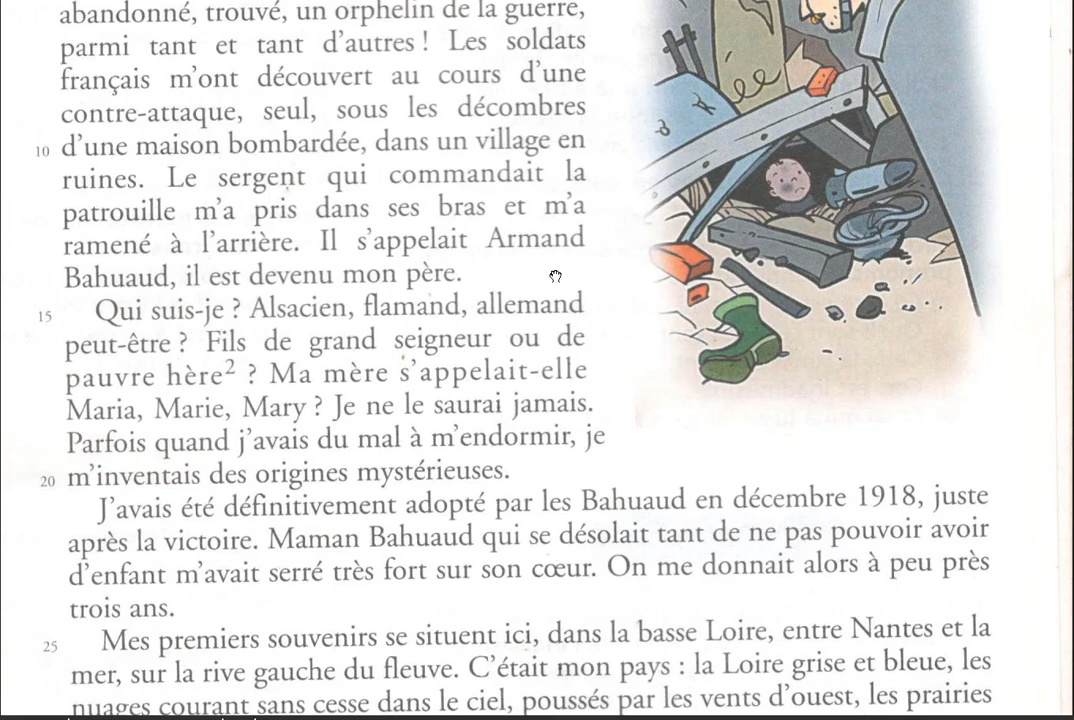 abandonné, trouvé, un orphelin de la guerre,
parmi tant et tant d'autres ! Les soldats
français m'ont découvert au cours d'une
contre-attaque, seul, sous les décombres
10 d'une maison bombardée, dans un village en
ruines. Le sergent qui commandait la
patrouille m'a pris dans ses bras et m'a
ramené à l'arrière. Il s'appelait Armand
Bahuaud, il est devenu mon père.
15 Qui suis-je ? Alsacien, flamand, allemand
peut-être ? Fils de grand seigneur ou de
pauvre hère² ? Ma mère s'appelait-elle
Maria, Marie, Mary ? Je ne le saurai jamais.
Parfois quand j'avais du mal à m'endormir, je
20 m'inventais des origines mystérieuses.
J'avais été définitivement adopté par les Bahuaud en décembre 1918, juste
après la victoire. Maman Bahuaud qui se désolait tant de ne pas pouvoir avoir
d'enfant m'avait serré très fort sur son cœur. On me donnait alors à peu près
trois ans.
25 Mes premiers souvenirs se situent ici, dans la basse Loire, entre Nantes et la
mer, sur la rive gauche du fleuve. C'était mon pays : la Loire grise et bleue, les
nuages courant sans cesse dans le ciel, poussés par les vents d'ouest, les prairies